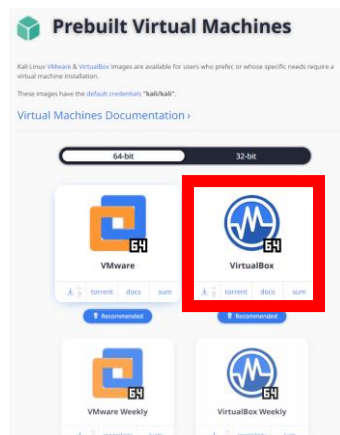 Prebuilt Virtual Machines
Kali Linux VMware & VirtualBox images are available for users who prefer, or whose specific needs require a
virtual machine installation.
These images have the default credentials "kali/kali".
Virtual Machines Documentation ›
64-bit 32-bit
64 64
VMware VirtualBox
torrent docs sum torrent docs sum
Recommended Recommended
64 64
VMware Weekly VirtualBox Weekly